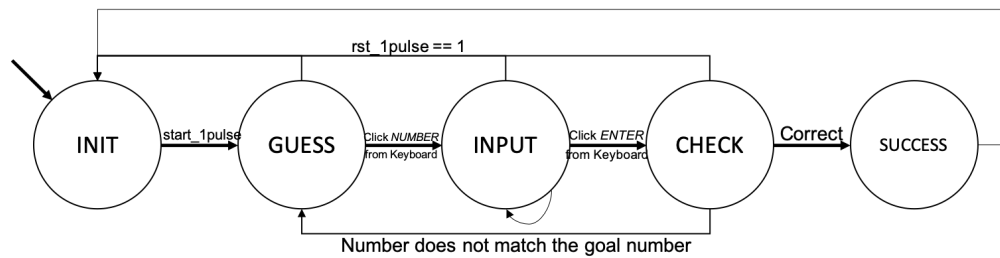 rst_1pulse == 1
INIT
start_1pulse
GUESS
Click NUMBER
from Keyboard
INPUT
Click ENTER
from Keyboard
CHECK
Correct
SUCCESS
Number does not match the goal number